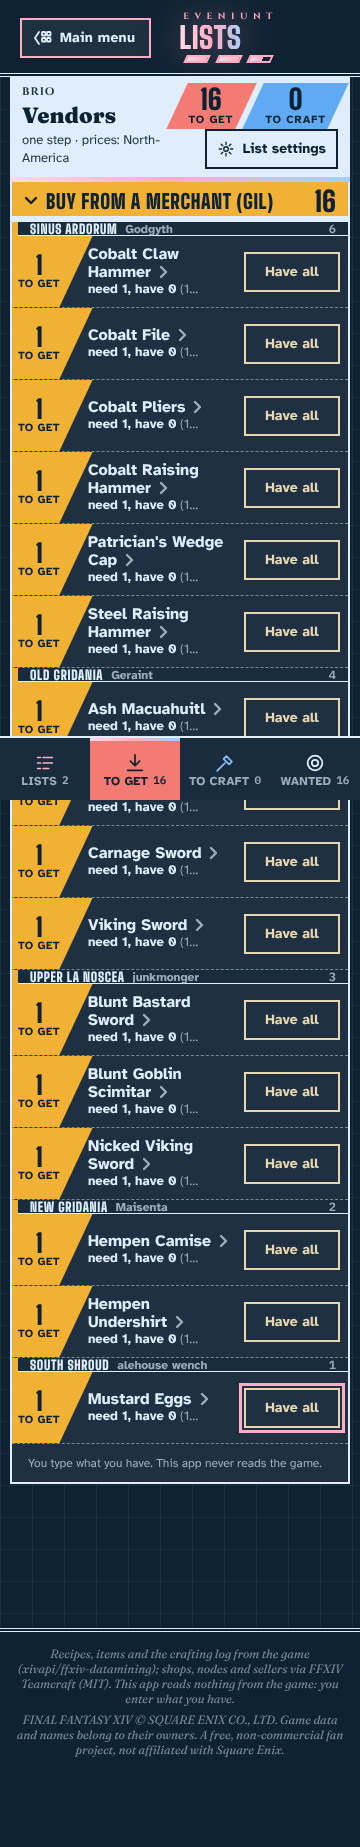 Main menu
EVENIUNT
LISTS
BRIO
Vendors
one step · prices: North-
America
16
TO GET
0
TO CRAFT
List settings
BUY FROM A MERCHANT (GIL) 16
SINUS ARDORUM Godgyth 6
1
TO GET
Cobalt Claw
Hammer
need 1, have 0 (1...
Have all
1
TO GET
Cobalt File
need 1, have 0 (1...
Have all
1
TO GET
Cobalt Pliers
need 1, have 0 (1...
Have all
1
TO GET
Cobalt Raising
Hammer
need 1, have 0 (1...
Have all
1
TO GET
Patrician's Wedge
Cap
need 1, have 0 (1...
Have all
1
TO GET
Steel Raising
Hammer
need 1, have 0 (1...
Have all
OLD GRIDANIA Geraint 4
1
TO GET
Ash Macuahuitl
Have all
LISTS 2
TO GET 16
TO CRAFT 0
WANTED 16
TO GET
need 1, have 0 (1...
1
TO GET
Carnage Sword
need 1, have 0 (1...
Have all
1
TO GET
Viking Sword
need 1, have 0 (1...
Have all
UPPER LA NOSCEA junkmonger 3
1
TO GET
Blunt Bastard
Sword
need 1, have 0 (1...
Have all
1
TO GET
Blunt Goblin
Scimitar
need 1, have 0 (1...
Have all
1
TO GET
Nicked Viking
Sword
need 1, have 0 (1...
Have all
NEW GRIDANIA Maisenta 2
1
TO GET
Hempen Camise
need 1, have 0 (1...
Have all
1
TO GET
Hempen
Undershirt
need 1, have 0 (1...
Have all
SOUTH SHROUD alehouse wench 1
1
TO GET
Mustard Eggs
need 1, have 0 (1...
Have all
You type what you have. This app never reads the game.
Recipes, items and the crafting log from the game
(xivapi/ffxiv-datamining); shops, nodes and sellers via FFXIV
Teamcraft (MIT). This app reads nothing from the game: you
enter what you have.
FINAL FANTASY XIV © SQUARE ENIX CO., LTD. Game data
and names belong to their owners. A free, non-commercial fan
project, not affiliated with Square Enix.